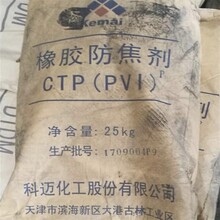 Kemai
橡胶防焦剂
CTP(PVI)
净含量:25kg
生产批号:
科迈化工股份有限公司
天津市滨海新区大港古林工业区